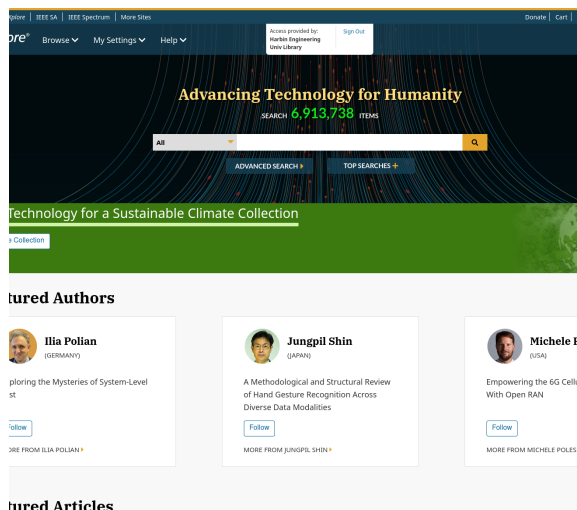 Xplore | IEEE SA | IEEE Spectrum | More Sites
Donate | Cart |
ore®
Browse
My Settings
Help
Access provided by:
Harbin Engineering
Univ Library
Sign Out
Advancing Technology for Humanity
SEARCH 6,913,738 ITEMS
All
ADVANCED SEARCH
TOP SEARCHES +
Technology for a Sustainable Climate Collection
e Collection
tured Authors
Ilia Polian
(GERMANY)
ploring the Mysteries of System-Level
st
Follow
ORE FROM ILIA POLIAN
Jungpil Shin
(JAPAN)
A Methodological and Structural Review
of Hand Gesture Recognition Across
Diverse Data Modalities
Follow
MORE FROM JUNGPIL SHIN
Michele P
(USA)
Empowering the 6G Cellu
With Open RAN
Follow
MORE FROM MICHELE POLES
tured Articles